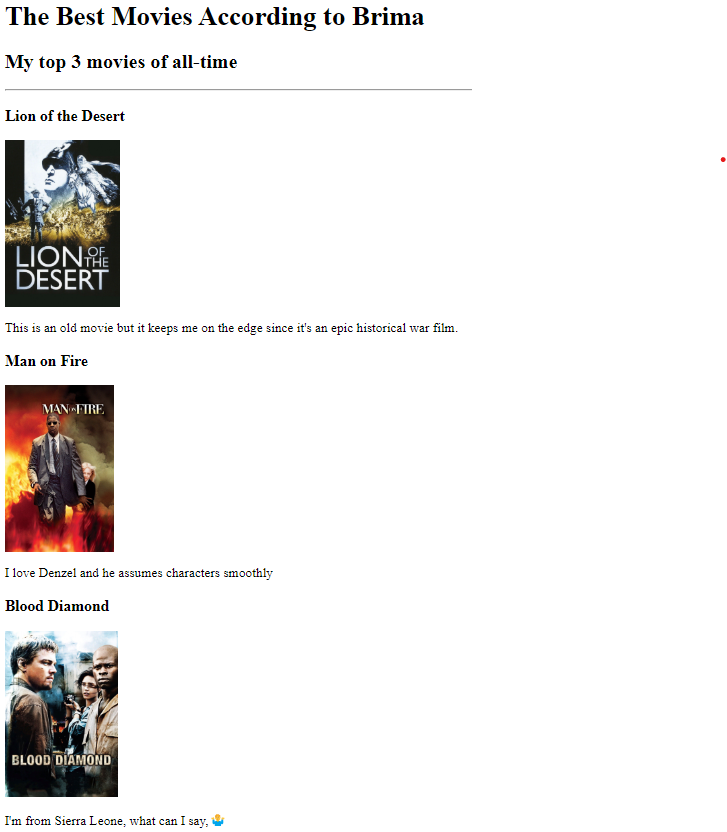 The Best Movies According to Brima
My top 3 movies of all-time
Lion of the Desert
LION OF THE
DESERT
This is an old movie but it keeps me on the edge since it's an epic historical war film.
Man on Fire
MAN ON FIRE
I love Denzel and he assumes characters smoothly
Blood Diamond
BLOOD DIAMOND
I'm from Sierra Leone, what can I say, 🤷